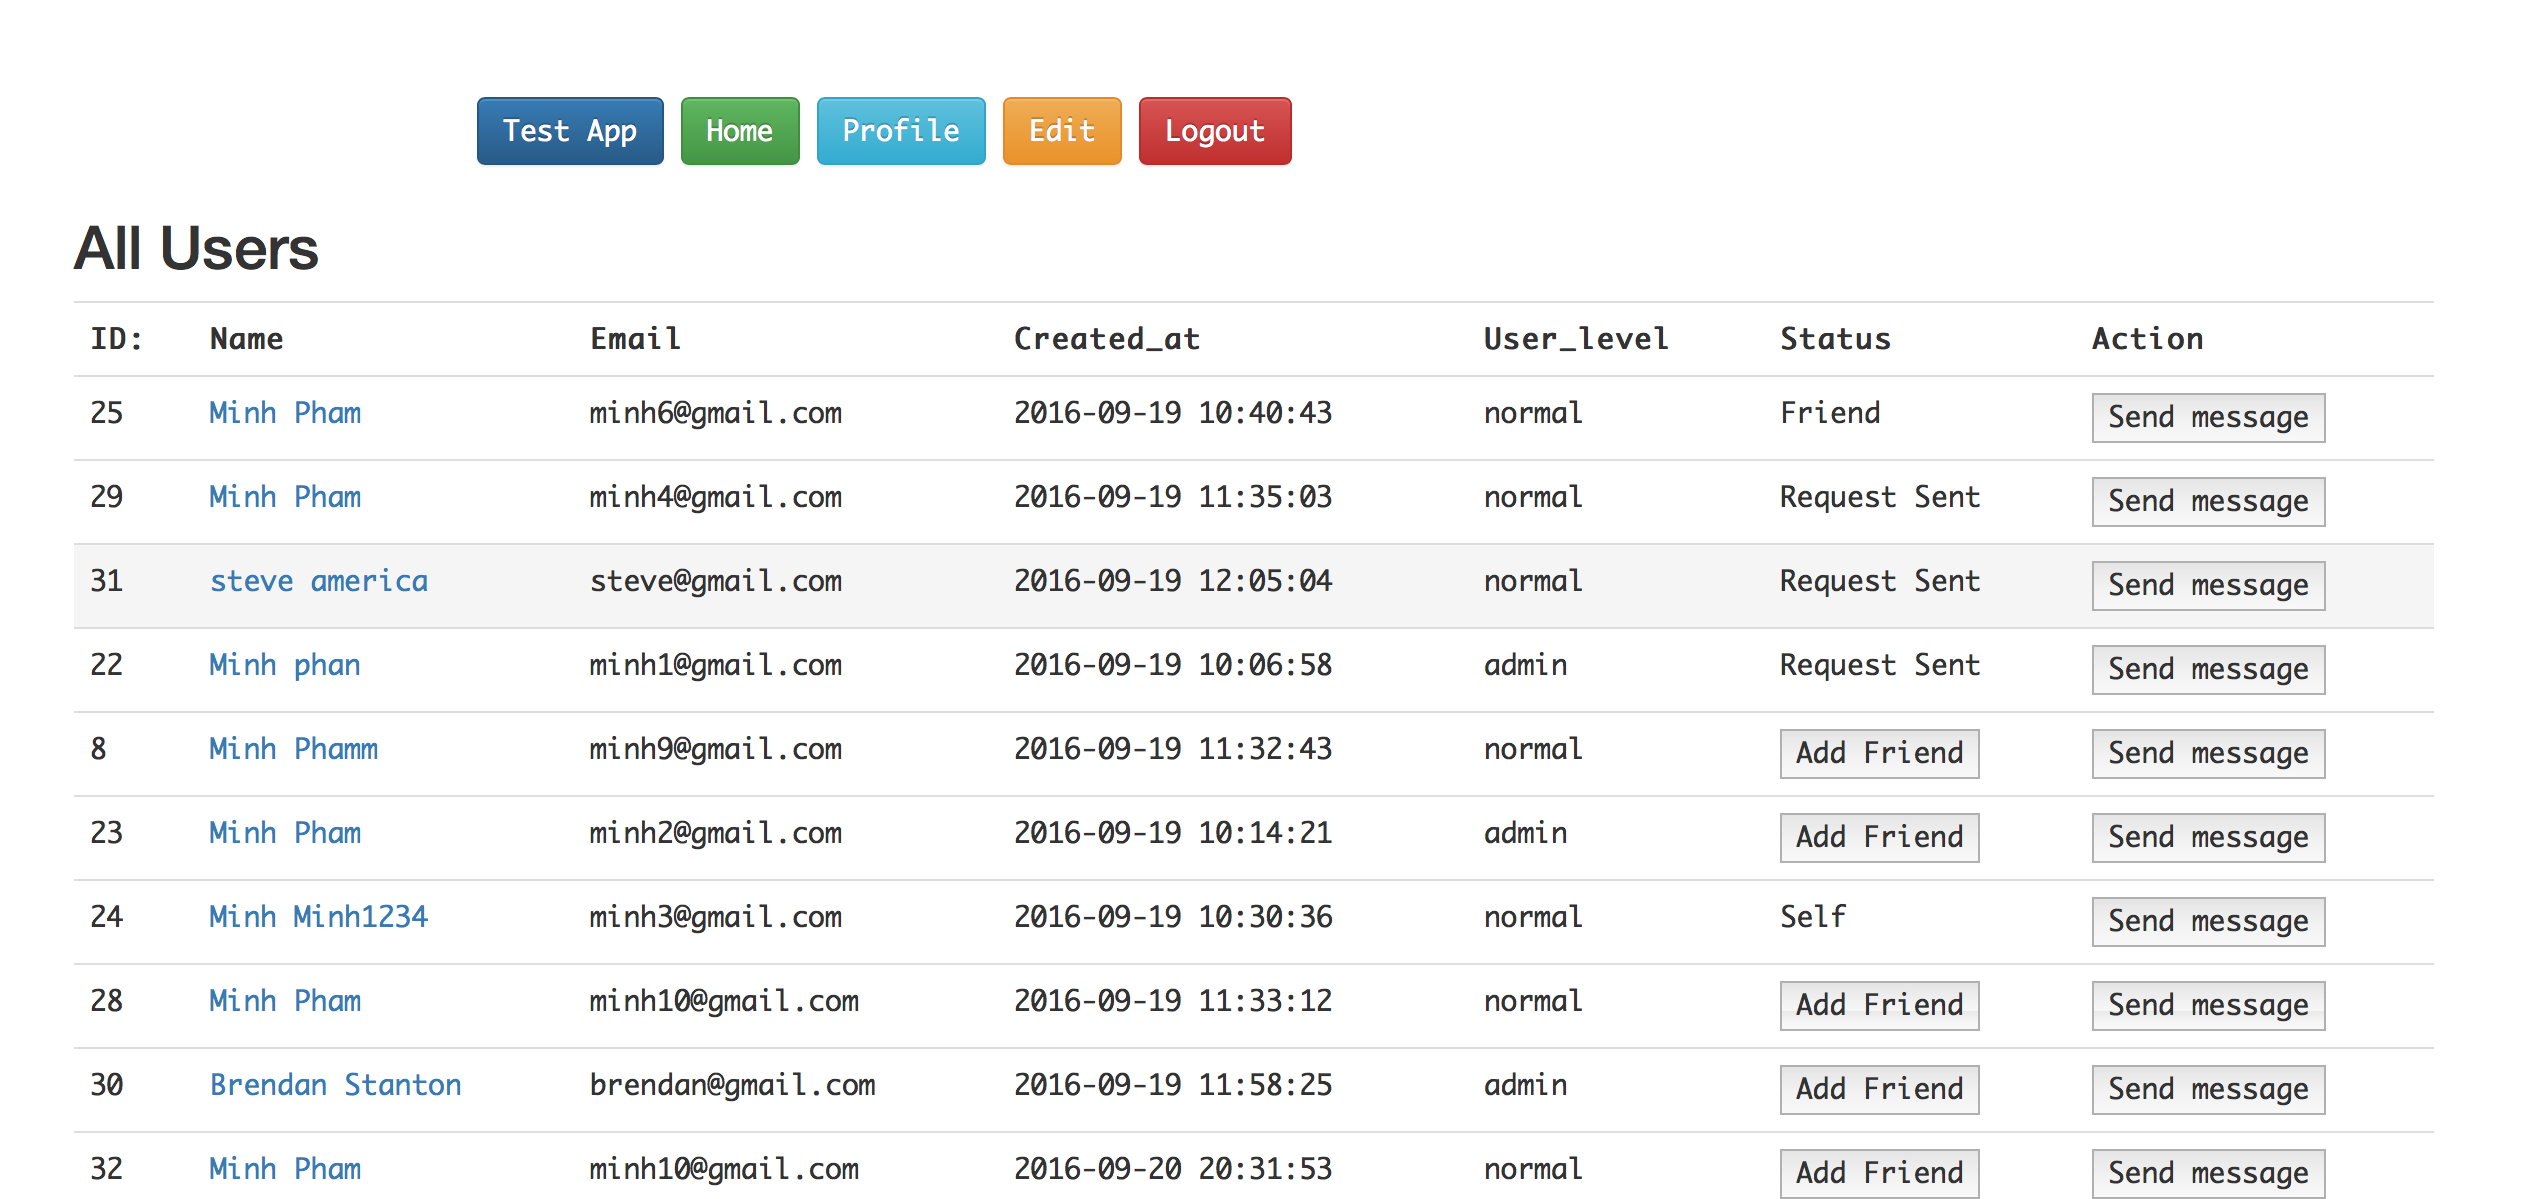 Test App Home Profile Edit Logout
All Users
ID: Name Email Created_at User_level Status Action
25 Minh Pham minh6@gmail.com 2016-09-19 10:40:43 normal Friend Send message
29 Minh Pham minh4@gmail.com 2016-09-19 11:35:03 normal Request Sent Send message
31 steve america steve@gmail.com 2016-09-19 12:05:04 normal Request Sent Send message
22 Minh phan minh1@gmail.com 2016-09-19 10:06:58 admin Request Sent Send message
8 Minh Phamm minh9@gmail.com 2016-09-19 11:32:43 normal Add Friend Send message
23 Minh Pham minh2@gmail.com 2016-09-19 10:14:21 admin Add Friend Send message
24 Minh Minh1234 minh3@gmail.com 2016-09-19 10:30:36 normal Self Send message
28 Minh Pham minh10@gmail.com 2016-09-19 11:33:12 normal Add Friend Send message
30 Brendan Stanton brendan@gmail.com 2016-09-19 11:58:25 admin Add Friend Send message
32 Minh Pham minh10@gmail.com 2016-09-20 20:31:53 normal Add Friend Send message